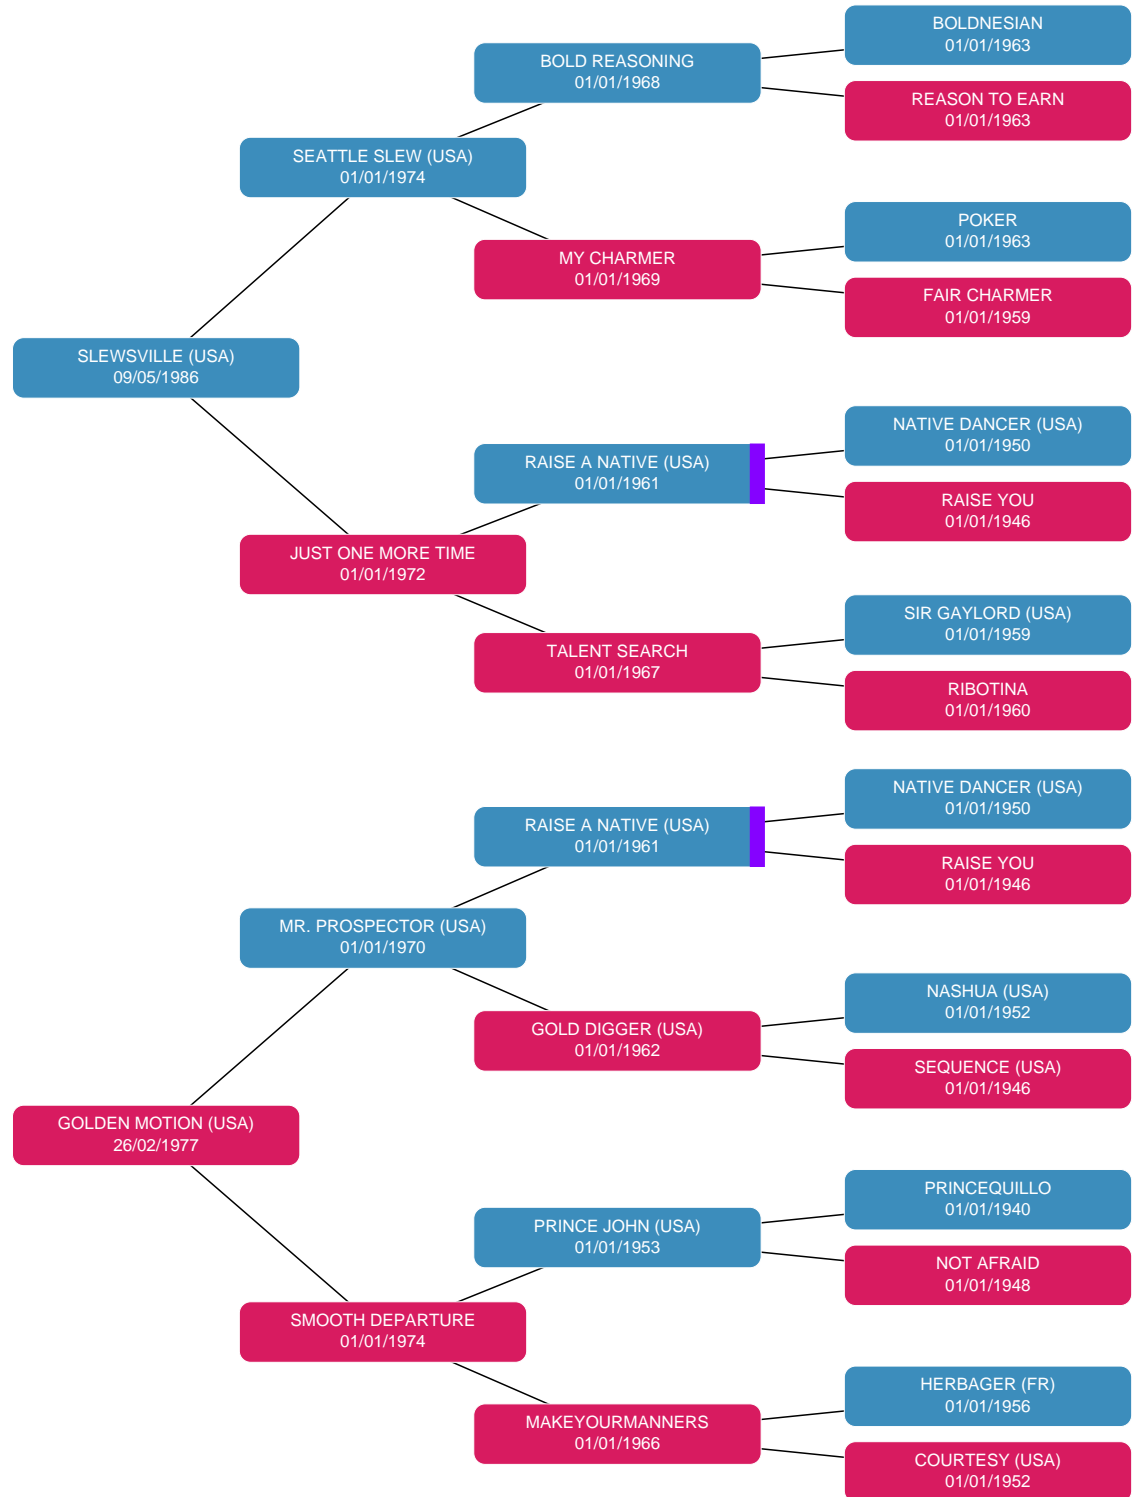 BOLDNESIAN
01/01/1963
BOLD REASONING
01/01/1968
REASON TO EARN
01/01/1963
SEATTLE SLEW (USA)
01/01/1974
POKER
01/01/1963
MY CHARMER
01/01/1969
FAIR CHARMER
01/01/1959
SLEWSVILLE (USA)
09/05/1986
NATIVE DANCER (USA)
01/01/1950
RAISE A NATIVE (USA)
01/01/1961
RAISE YOU
01/01/1946
JUST ONE MORE TIME
01/01/1972
SIR GAYLORD (USA)
01/01/1959
TALENT SEARCH
01/01/1967
RIBOTINA
01/01/1960
NATIVE DANCER (USA)
01/01/1950
RAISE A NATIVE (USA)
01/01/1961
RAISE YOU
01/01/1946
MR. PROSPECTOR (USA)
01/01/1970
NASHUA (USA)
01/01/1952
GOLD DIGGER (USA)
01/01/1962
SEQUENCE (USA)
01/01/1946
GOLDEN MOTION (USA)
26/02/1977
PRINCEQUILLO
01/01/1940
PRINCE JOHN (USA)
01/01/1953
NOT AFRAID
01/01/1948
SMOOTH DEPARTURE
01/01/1974
HERBAGER (FR)
01/01/1956
MAKEYOURMANNERS
01/01/1966
COURTESY (USA)
01/01/1952